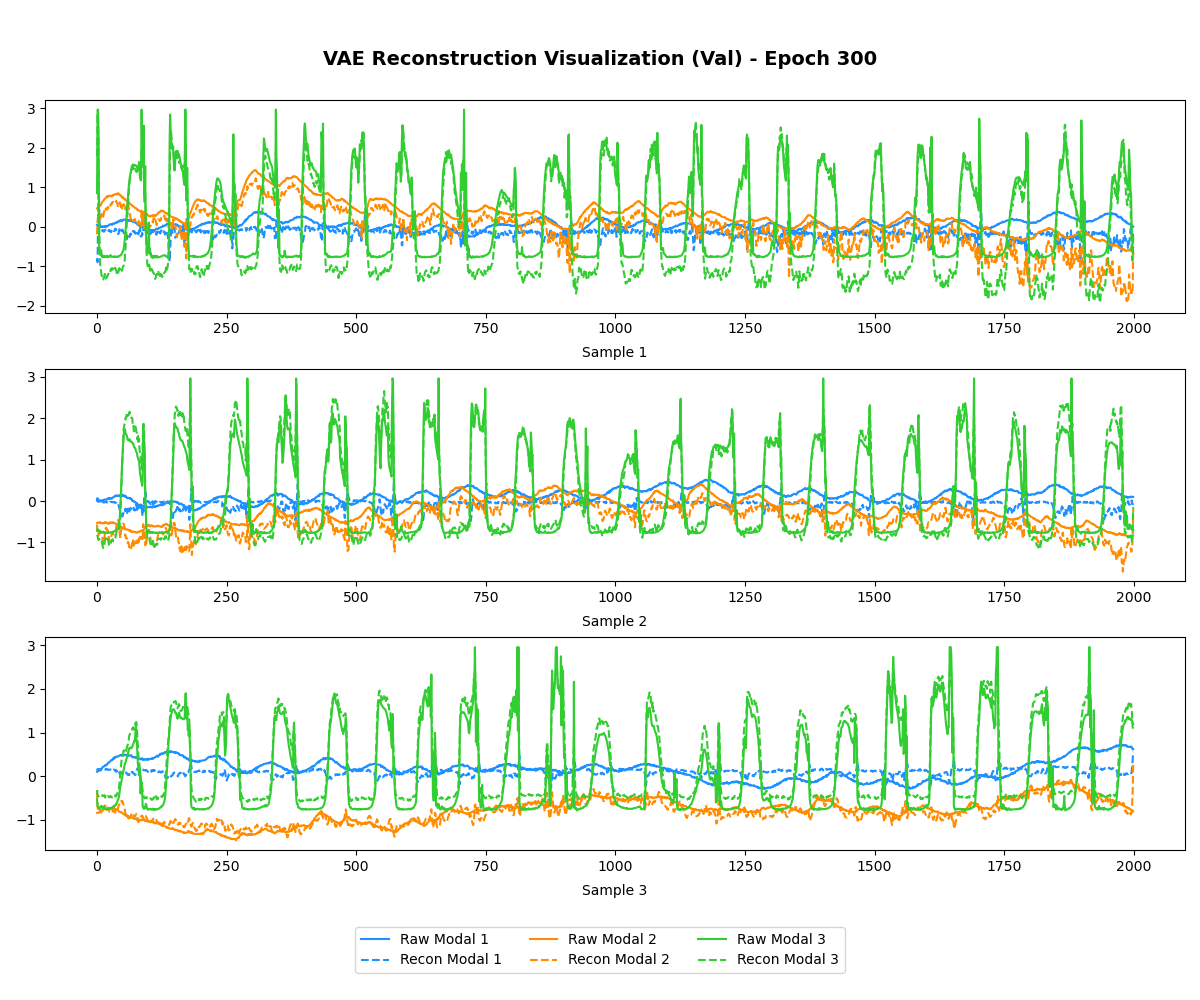 VAE Reconstruction Visualization (Val) - Epoch 300
3
2
1
0
−1
−2
0 250 500 750 1000 1250 1500 1750 2000
Sample 1
3
2
1
0
−1
0 250 500 750 1000 1250 1500 1750 2000
Sample 2
3
2
1
0
−1
0 250 500 750 1000 1250 1500 1750 2000
Sample 3
Raw Modal 1 Raw Modal 2 Raw Modal 3
Recon Modal 1 Recon Modal 2 Recon Modal 3